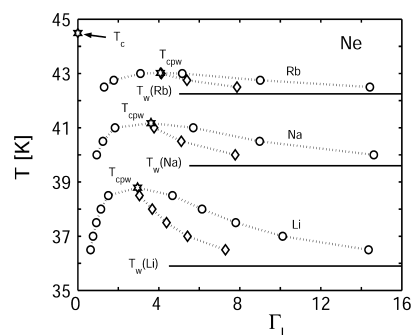 45
Ne
T_c
T_cpw
43
Rb
T_w(Rb)
T_cpw
41
Na
T [K]
T_w(Na)
39
T_cpw
Li
37
T_w(Li)
35
0 4 8 12 16
Γ_l